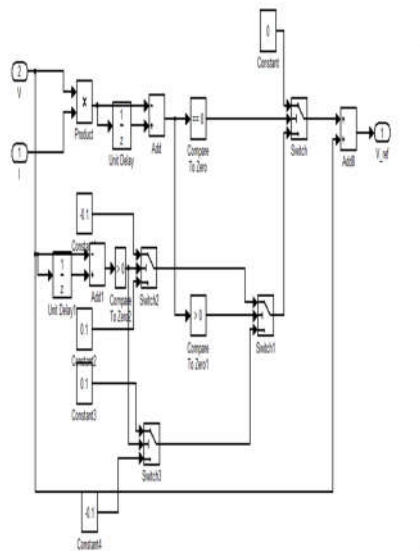 0
Constant
2
V
×
Product
1
z
Unit Delay
Add
== 0
Compare
To Zero
Switch
Add8
1
V_ref
1
I
-0.1
1
z
Unit Delay1
Add1
> 0
Compare
To Zero2
Switch2
0.1
Constant2
> 0
Compare
To Zero1
Switch1
0.1
Constant3
Switch3
-0.1
Constant4